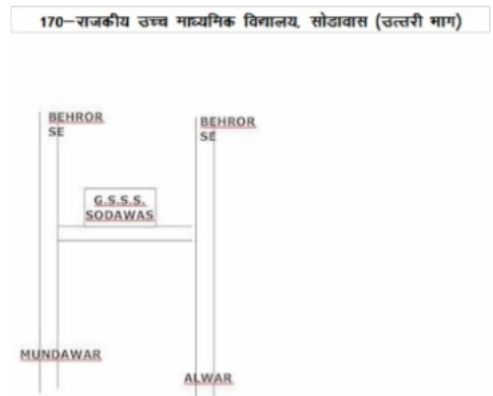 170–राजकीय उच्च माध्यमिक विद्यालय, सोडावास (उत्तरी भाग)
BEHROR
SE
BEHROR
SE
G.S.S.S.
SODAWAS
MUNDAWAR
ALWAR